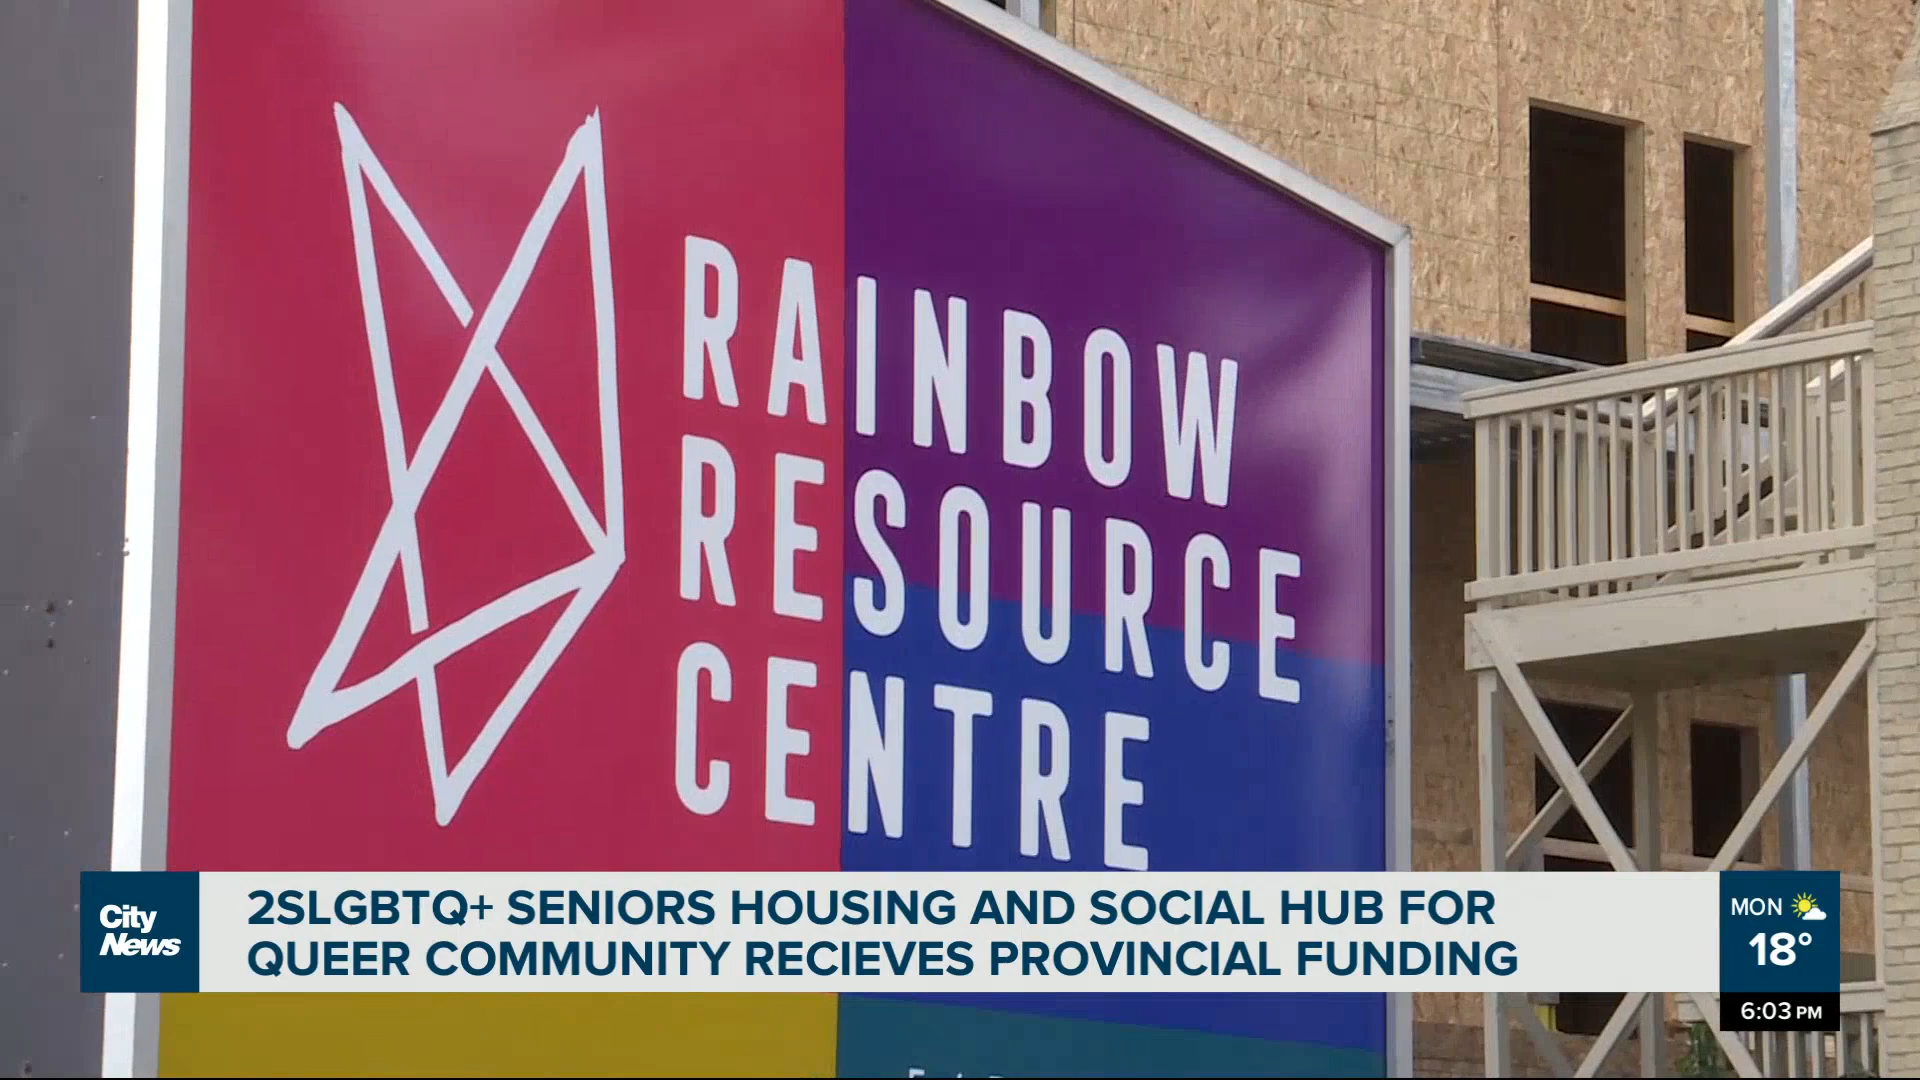 RAINBOW
RESOURCE
CENTRE
City
News
2SLGBTQ+ SENIORS HOUSING AND SOCIAL HUB FOR
QUEER COMMUNITY RECIEVES PROVINCIAL FUNDING
MON
18°
6:03 PM